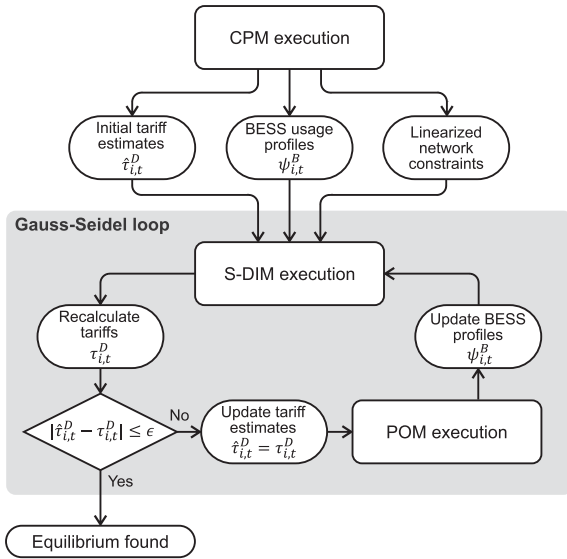 CPM execution
Initial tariff
estimates
τ̂ᴰᵢ,ₜ
BESS usage
profiles
ψᴮᵢ,ₜ
Linearized
network
constraints
Gauss-Seidel loop
S-DIM execution
Recalculate
tariffs
τᴰᵢ,ₜ
Update BESS
profiles
ψᴮᵢ,ₜ
|τ̂ᴰᵢ,ₜ − τᴰᵢ,ₜ| ≤ ϵ
No
Update tariff
estimates
τ̂ᴰᵢ,ₜ = τᴰᵢ,ₜ
POM execution
Yes
Equilibrium found